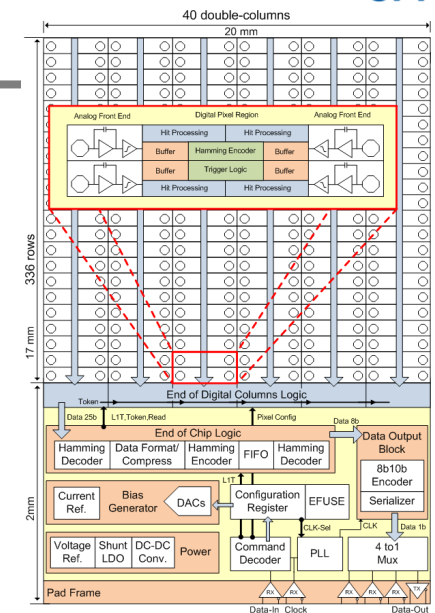 40 double-columns
20 mm
Analog Front End
Digital Pixel Region
Analog Front End
Hit Processing
Hit Processing
Buffer
Hamming Encoder
Buffer
Buffer
Trigger Logic
Buffer
Hit Processing
Hit Processing
336 rows
17 mm
End of Digital Columns Logic
Token
Data 25b
L1T,Token,Read
Pixel Config
Data 8b
End of Chip Logic
Hamming Decoder
Data Format/ Compress
Hamming Encoder
FIFO
Hamming Decoder
Data Output
Block
8b10b
Encoder
Serializer
L1T
Current
Ref.
Bias
Generator
DACs
Configuration
Register
EFUSE
CLK-Sel
CLK
Data 1b
2mm
Voltage
Ref.
Shunt
LDO
DC-DC
Conv.
Power
Command
Decoder
PLL
4 to1
Mux
Pad Frame
RX
RX
RX
RX
RX
TX
Data-In
Clock
Data-Out